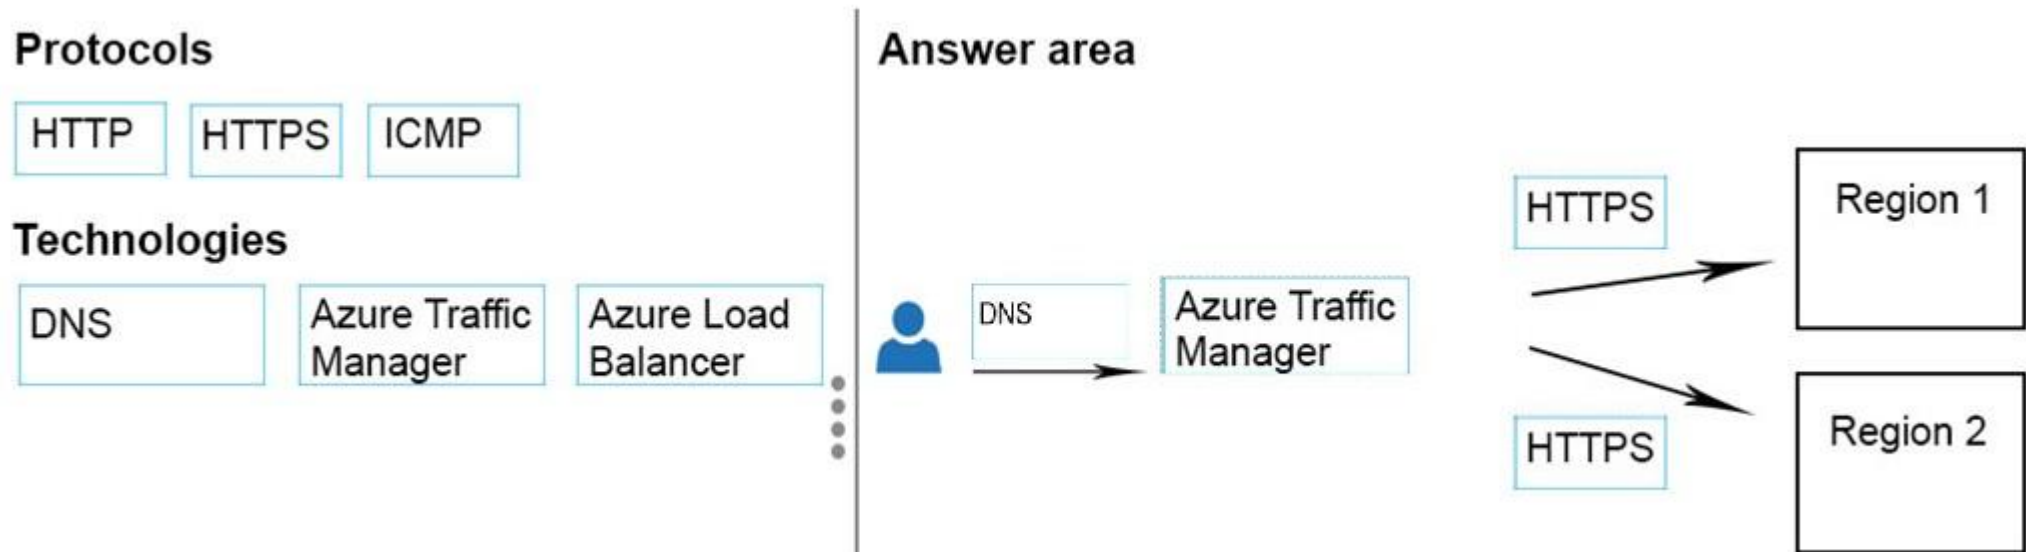 Protocols
HTTP
HTTPS
ICMP
Technologies
DNS
Azure Traffic
Manager
Azure Load
Balancer
Answer area
DNS
Azure Traffic
Manager
HTTPS
Region 1
HTTPS
Region 2